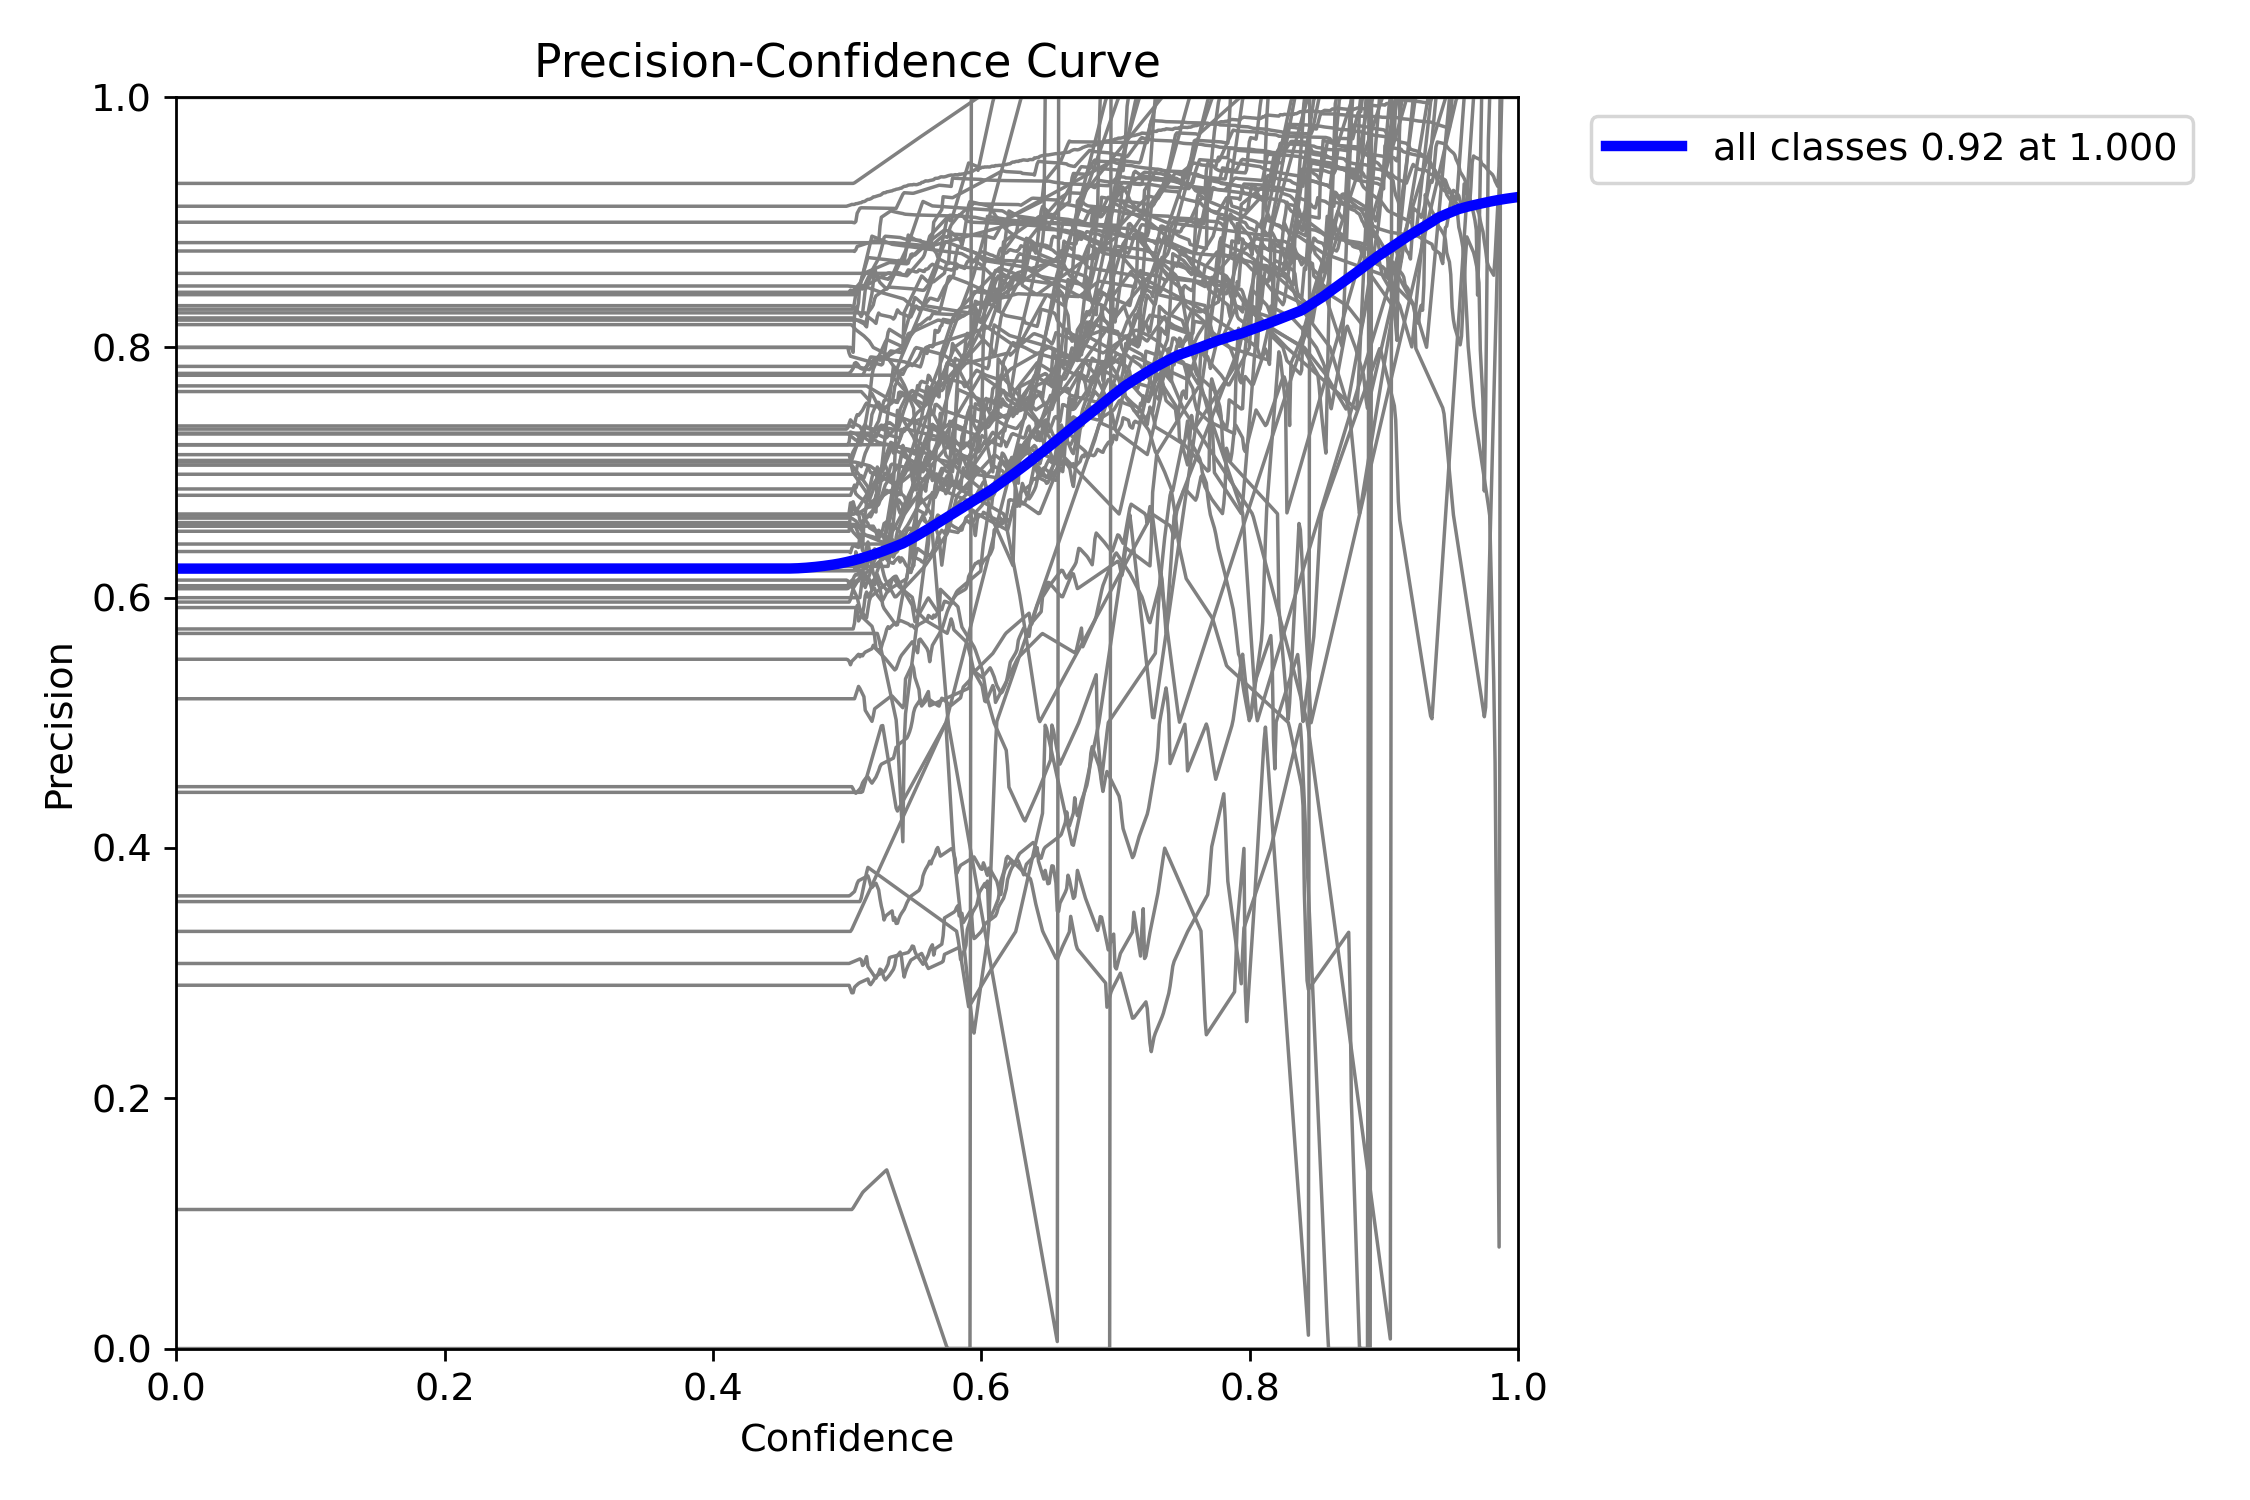 Precision-Confidence Curve
all classes 0.92 at 1.000
1.0
0.8
0.6
0.4
0.2
0.0
Precision
0.0 0.2 0.4 0.6 0.8 1.0
Confidence